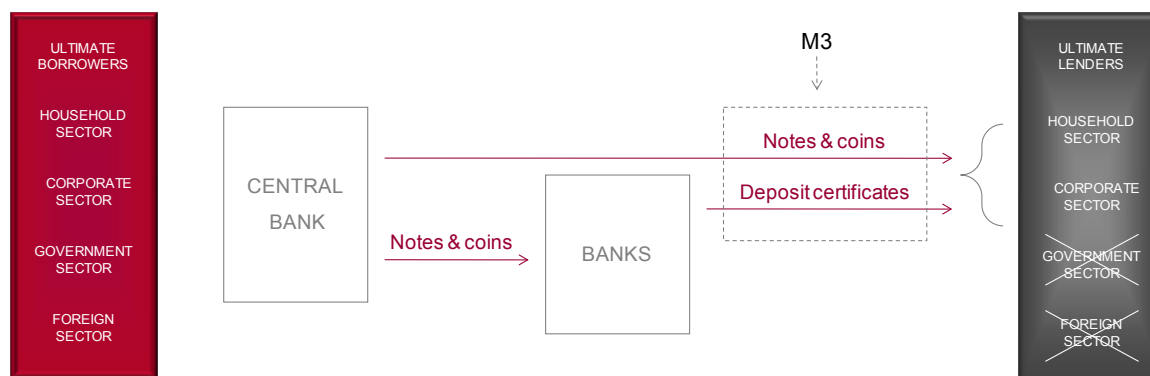 ULTIMATE
BORROWERS
HOUSEHOLD
SECTOR
CORPORATE
SECTOR
GOVERNMENT
SECTOR
FOREIGN
SECTOR
CENTRAL
BANK
Notes & coins
BANKS
M3
Notes & coins
Deposit certificates
ULTIMATE
LENDERS
HOUSEHOLD
SECTOR
CORPORATE
SECTOR
GOVERNMENT
SECTOR
FOREIGN
SECTOR